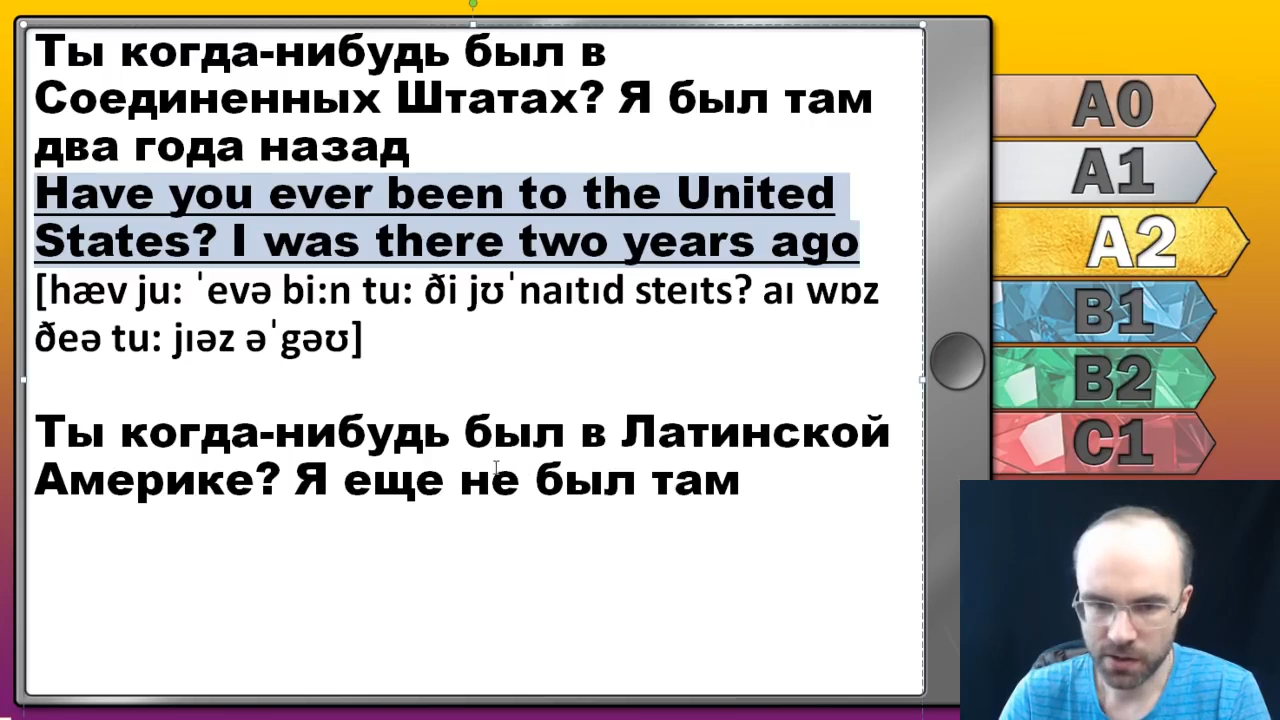 Ты когда-нибудь был в
Соединенных Штатах? Я был там
два года назад
Have you ever been to the United
States? I was there two years ago
[hæv ju: ˈevə bi:n tu: ði jʊˈnaɪtɪd steɪts? aɪ wɒz
ðeə tu: jɪəz əˈgəʊ]
Ты когда-нибудь был в Латинской
Америке? Я еще не был там
A0
A1
A2
B1
B2
C1